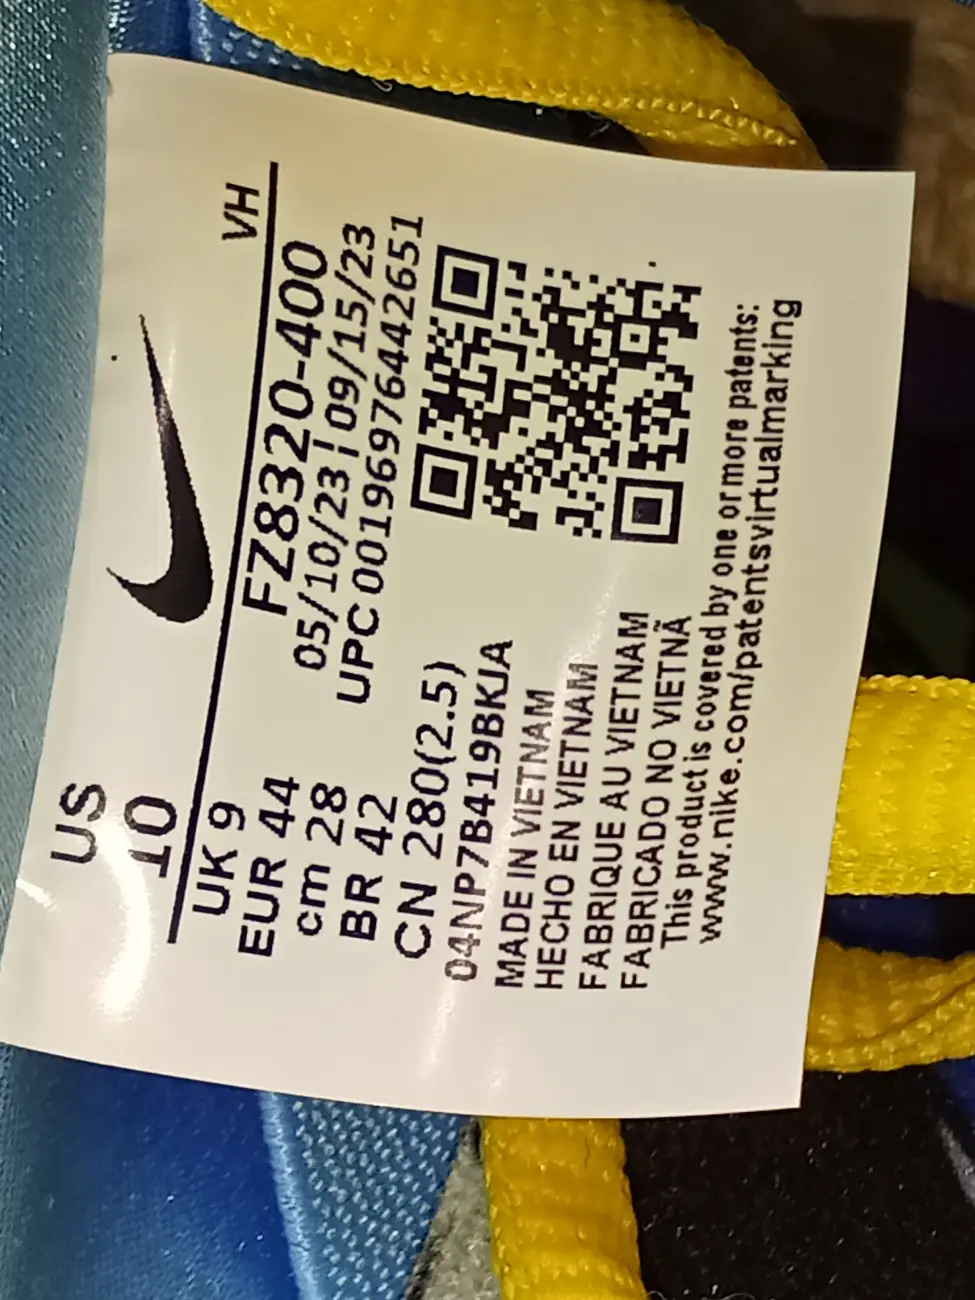 US
10
VH
UK 9
FZ8320-400
EUR 44
05/10/23|09/15/23
cm 28
UPC 00196976442651
BR 42
CN 280(2.5)
04NP7B419BKJA
MADE IN VIETNAM
HECHO EN VIETNAM
FABRIQUE AU VIETNAM
FABRICADO NO VIETNÃ
This product is covered by one or more patents:
www.nike.com/patentsvirtualmarking